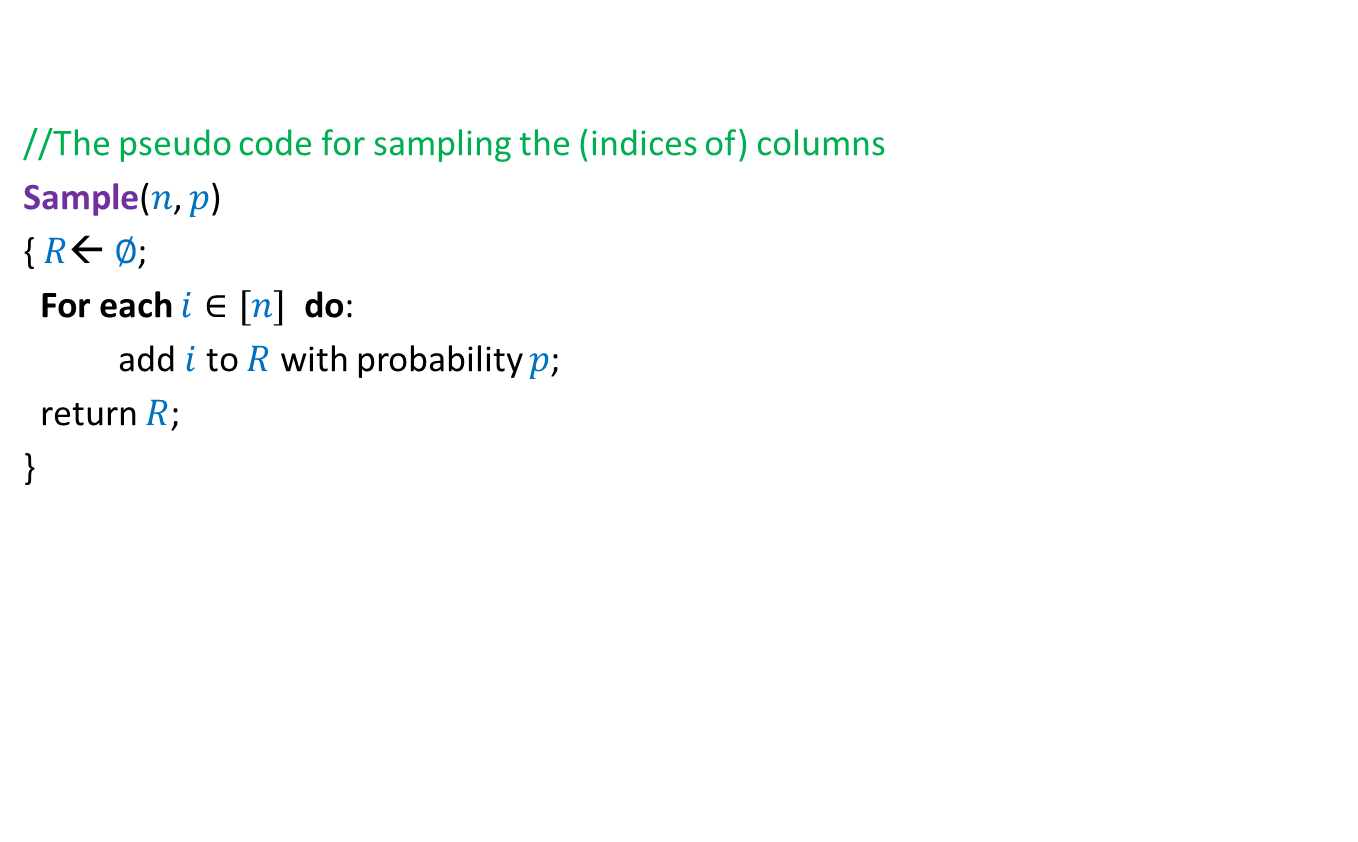 //The pseudo code for sampling the (indices of) columns
Sample(n, p)
{ R← ∅;
For each i ∈ [n] do:
add i to R with probability p;
return R;
}